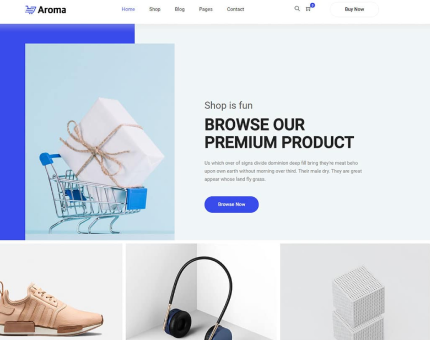 Aroma
Home Shop Blog Pages Contact
Buy Now
Shop is fun
BROWSE OUR
PREMIUM PRODUCT
Us which over of signs divide dominion deep fill bring they're meat beho
upon own earth without morning over third. Their male dry. They are great
appear whose land fly grass.
Browse Now